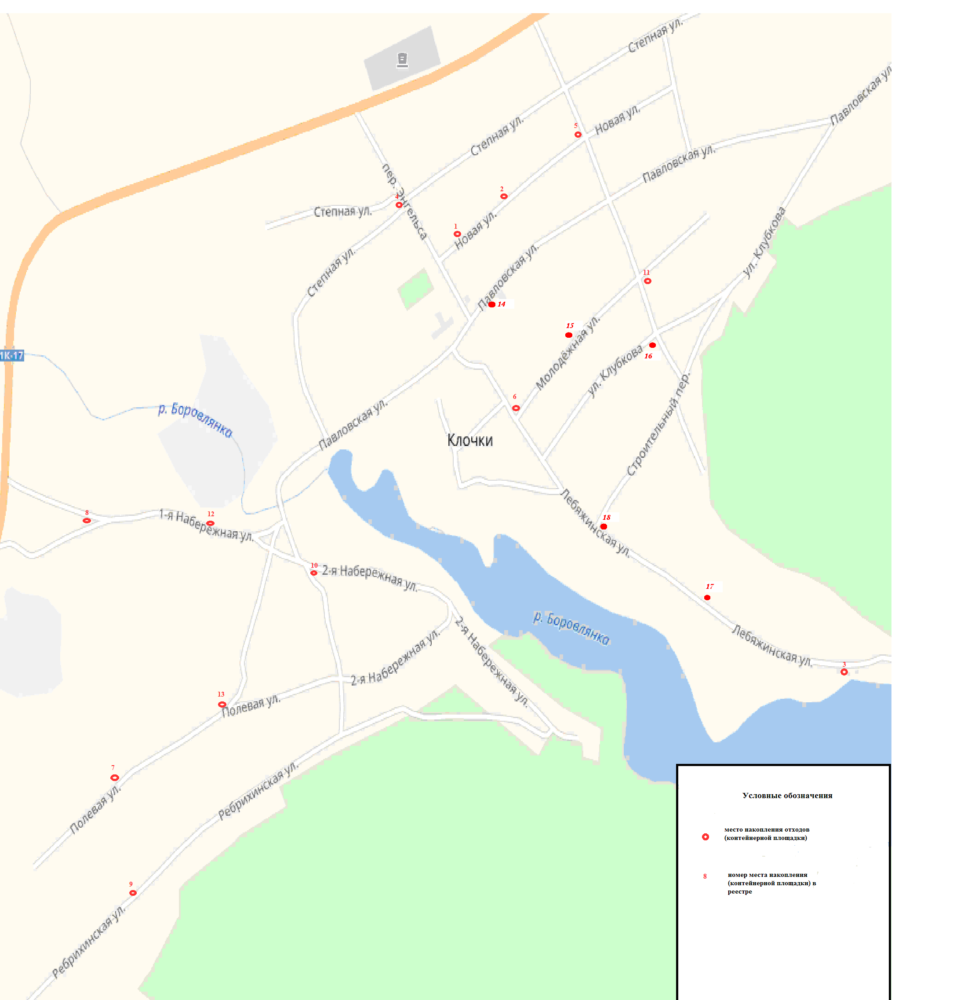 Степная ул.
Павловская ул
Новая ул.
5
Степная ул.
Павловская ул.
пер. Энгельса
4
2
Степная ул.
1
Новая ул.
ул. Клубкова
Степная ул.
Павловская ул.
11
14
15
Молодёжная ул.
16
ул. Клубкова
1К-17
р. Боровлянка
Павловская ул.
6
Строительный пер.
Клочки
8
1-я Набережная ул.
12
Лебяжинская ул.
18
10
2-я Набережная ул.
17
р. Боровлянка
2-я Набережная ул.
2-я Набережная ул.
Лебяжинская ул.
3
13
Полевая ул.
7
Полевая ул.
Ребрихинская ул.
9
Ребрихинская ул.
Условные обозначения
место накопления отходов
(контейнерной площадки)
8
номер места накопления
(контейнерной площадки) в
реестре